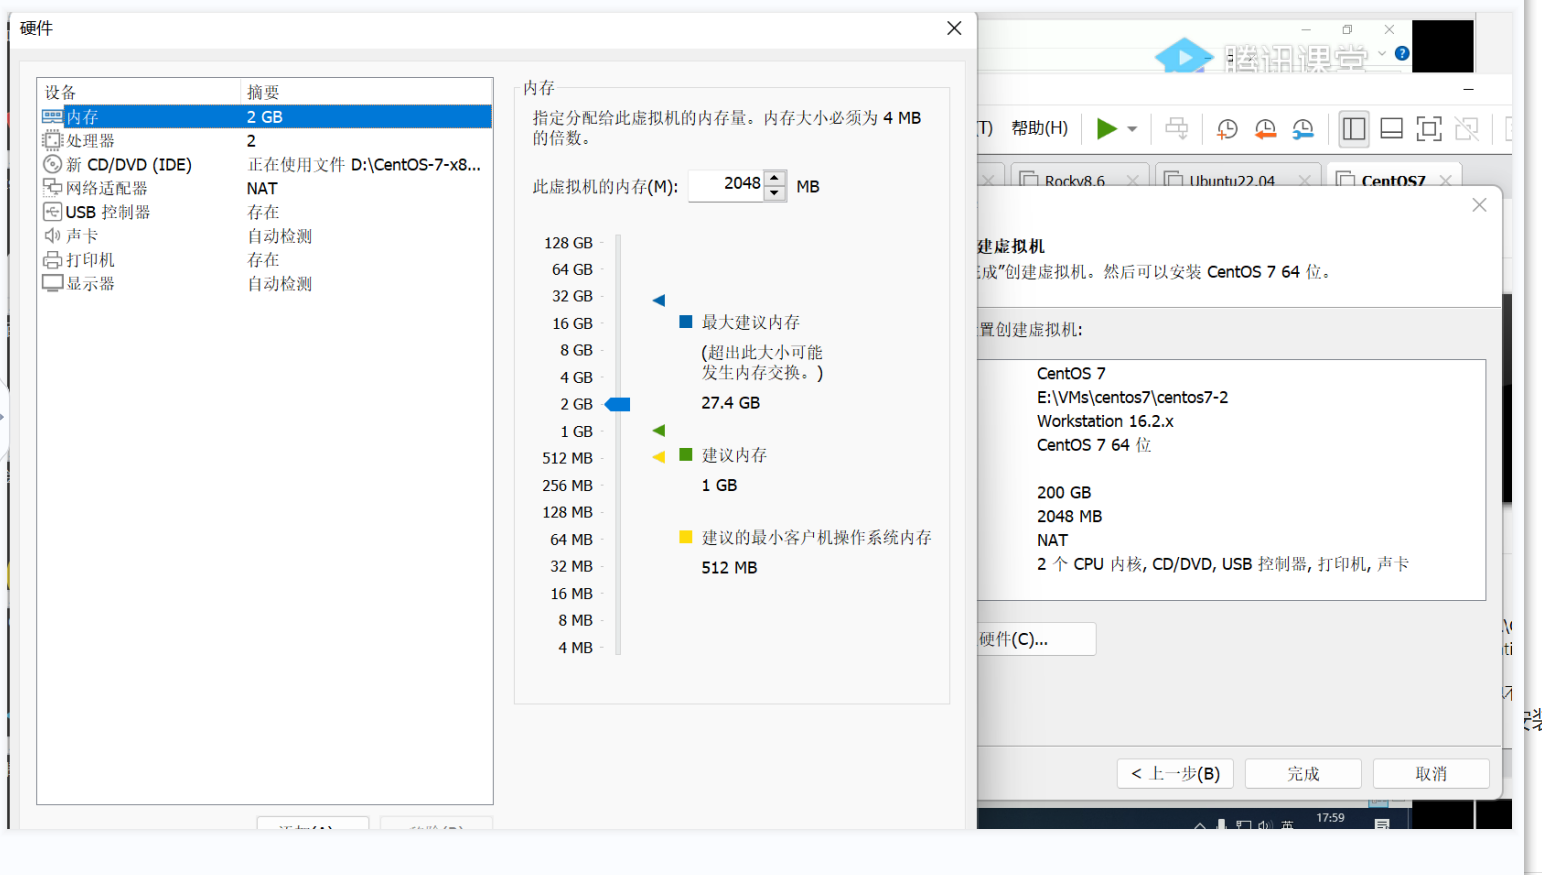 硬件
设备 摘要
内存 2 GB
处理器 2
新 CD/DVD (IDE) 正在使用文件 D:\CentOS-7-x8...
网络适配器 NAT
USB 控制器 存在
声卡 自动检测
打印机 存在
显示器 自动检测
内存
指定分配给此虚拟机的内存量。内存大小必须为 4 MB
的倍数。
此虚拟机的内存(M): 2048 MB
128 GB
64 GB
32 GB
16 GB
8 GB
4 GB
2 GB
1 GB
512 MB
256 MB
128 MB
64 MB
32 MB
16 MB
8 MB
4 MB
最大建议内存
(超出此大小可能
发生内存交换。)
27.4 GB
建议内存
1 GB
建议的最小客户机操作系统内存
512 MB
腾讯课堂
T) 帮助(H)
Rocky8.6 Ubuntu22.04 CentOS7
建虚拟机
成”创建虚拟机。然后可以安装 CentOS 7 64 位。
置创建虚拟机:
CentOS 7
E:\VMs\centos7\centos7-2
Workstation 16.2.x
CentOS 7 64 位
200 GB
2048 MB
NAT
2 个 CPU 内核, CD/DVD, USB 控制器, 打印机, 声卡
硬件(C)...
< 上一步(B) 完成 取消
英 17:59